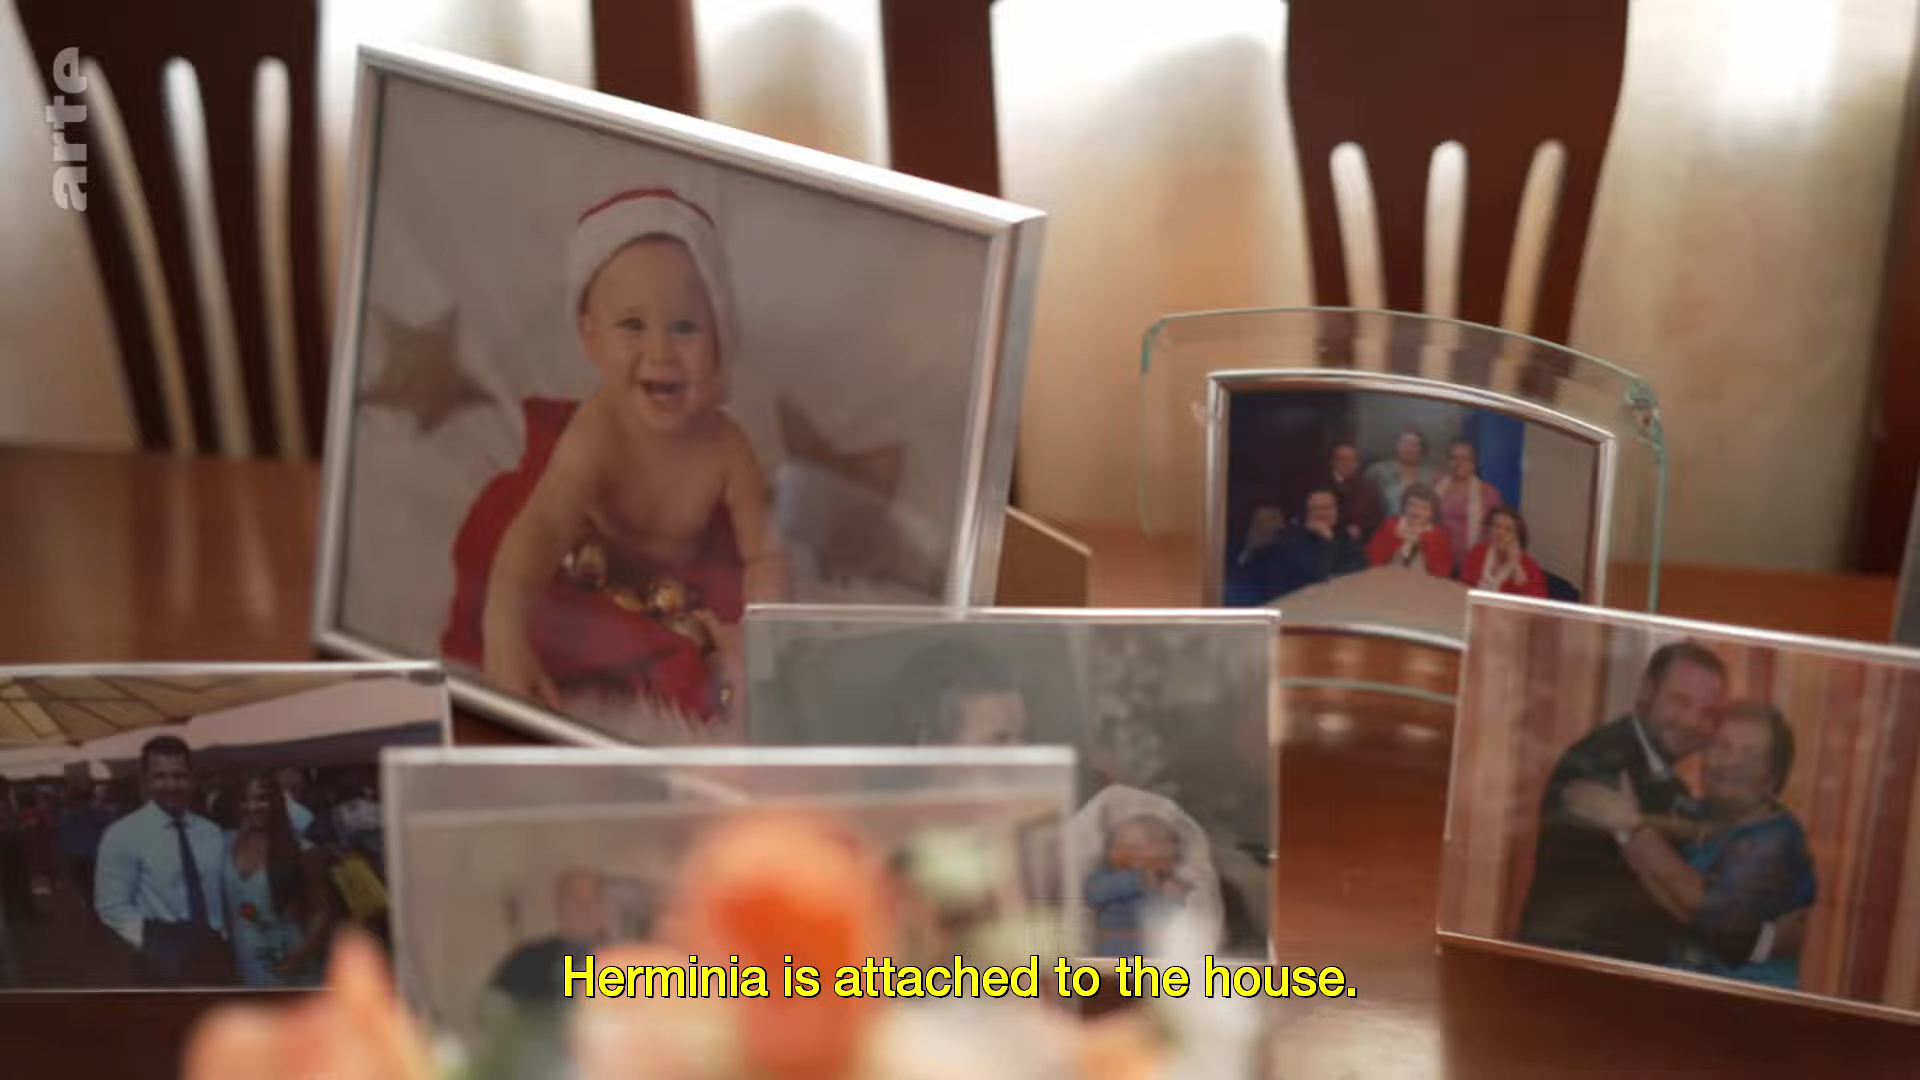 arte
Herminia is attached to the house.